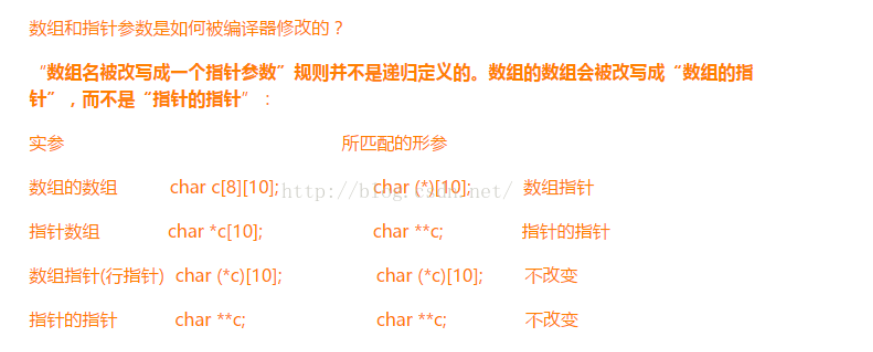 数组和指针参数是如何被编译器修改的？
“数组名被改写成一个指针参数”规则并不是递归定义的。数组的数组会被改写成“数组的指
针”，而不是“指针的指针”：
实参 所匹配的形参
数组的数组 char c[8][10]; char (*)[10]; 数组指针
指针数组 char *c[10]; char **c; 指针的指针
数组指针(行指针) char (*c)[10]; char (*c)[10]; 不改变
指针的指针 char **c; char **c; 不改变
http://blog.csdn.net/